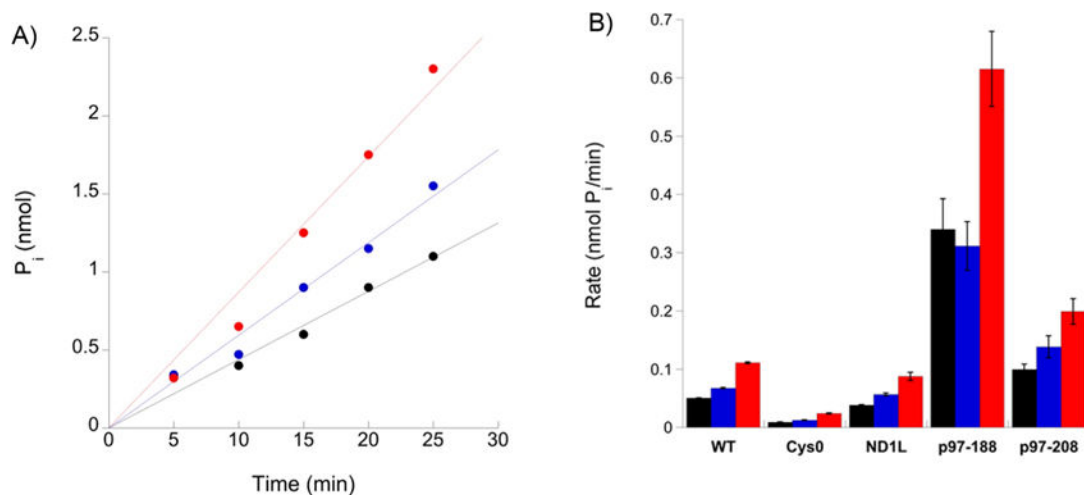 A)
P i (nmol)
2.5
2
1.5
1
0.5
0
0 5 10 15 20 25 30
Time (min)
B)
Rate (nmol P i/min)
0.7
0.6
0.5
0.4
0.3
0.2
0.1
0
WT Cys0 ND1L p97-188 p97-208